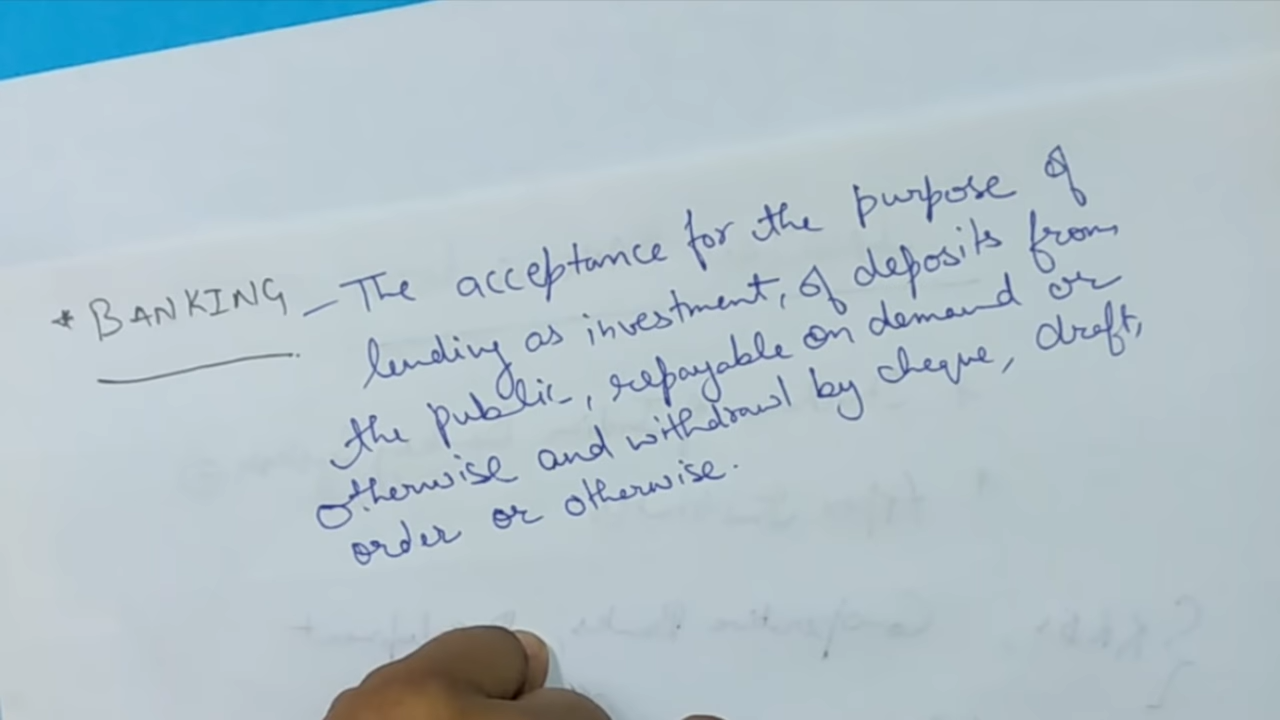 * BANKING - The acceptance for the purpose of
lending as investment, of deposits from
the public, repayable on demand or
otherwise and withdrawl by cheque, draft,
order or otherwise.